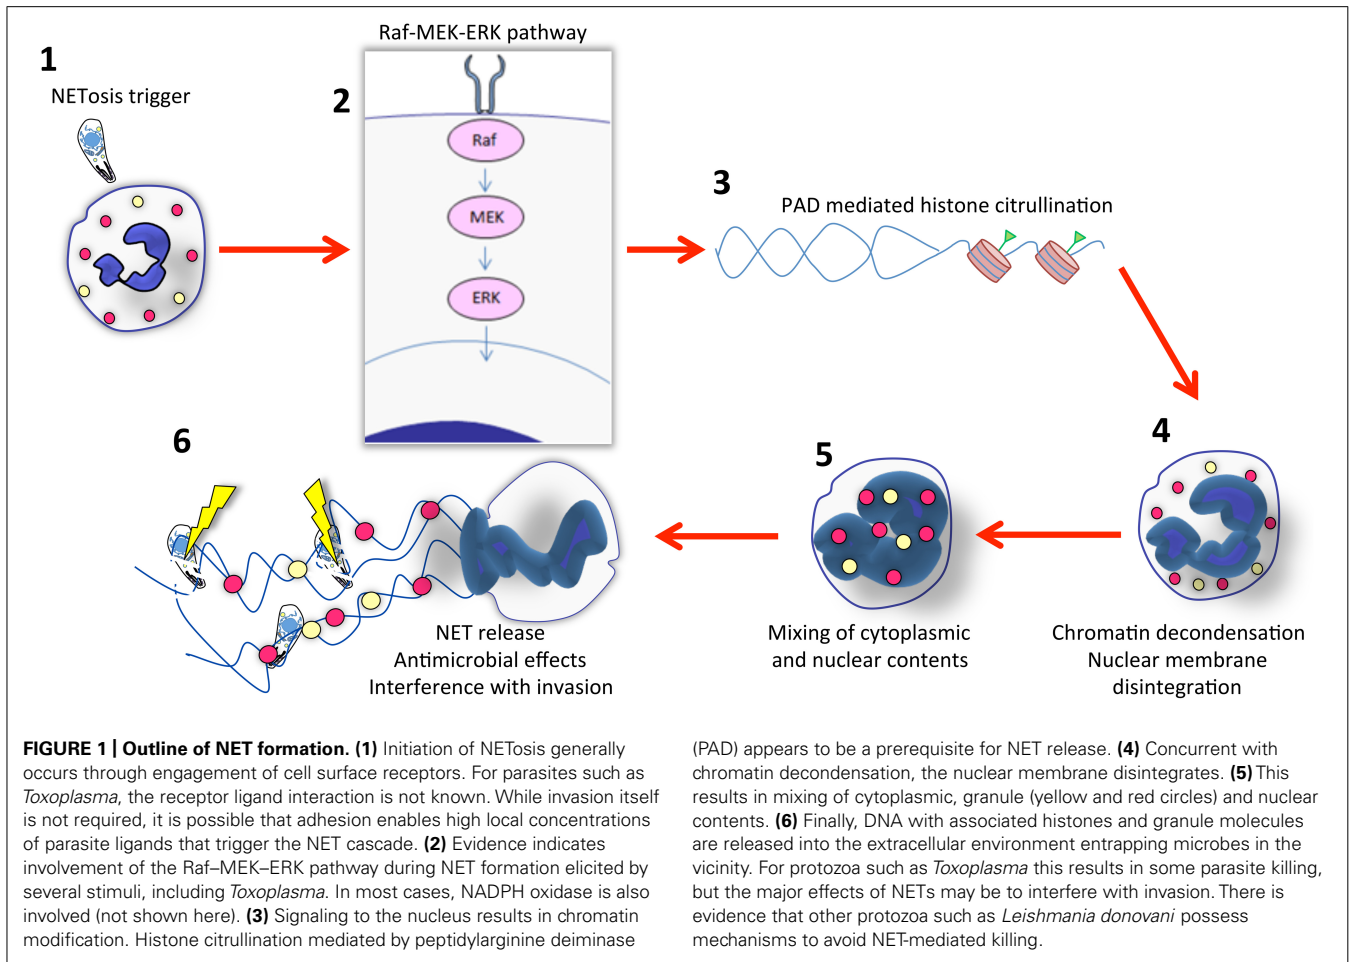 1
NETosis trigger
Raf-MEK-ERK pathway
2
Raf
MEK
ERK
3
PAD mediated histone citrullination
4
Chromatin decondensation
Nuclear membrane
disintegration
5
Mixing of cytoplasmic
and nuclear contents
6
NET release
Antimicrobial effects
Interference with invasion
FIGURE 1 | Outline of NET formation. (1) Initiation of NETosis generally
occurs through engagement of cell surface receptors. For parasites such as
Toxoplasma, the receptor ligand interaction is not known. While invasion itself
is not required, it is possible that adhesion enables high local concentrations
of parasite ligands that trigger the NET cascade. (2) Evidence indicates
involvement of the Raf–MEK–ERK pathway during NET formation elicited by
several stimuli, including Toxoplasma. In most cases, NADPH oxidase is also
involved (not shown here). (3) Signaling to the nucleus results in chromatin
modification. Histone citrullination mediated by peptidylarginine deiminase
(PAD) appears to be a prerequisite for NET release. (4) Concurrent with
chromatin decondensation, the nuclear membrane disintegrates. (5) This
results in mixing of cytoplasmic, granule (yellow and red circles) and nuclear
contents. (6) Finally, DNA with associated histones and granule molecules
are released into the extracellular environment entrapping microbes in the
vicinity. For protozoa such as Toxoplasma this results in some parasite killing,
but the major effects of NETs may be to interfere with invasion. There is
evidence that other protozoa such as Leishmania donovani possess
mechanisms to avoid NET-mediated killing.